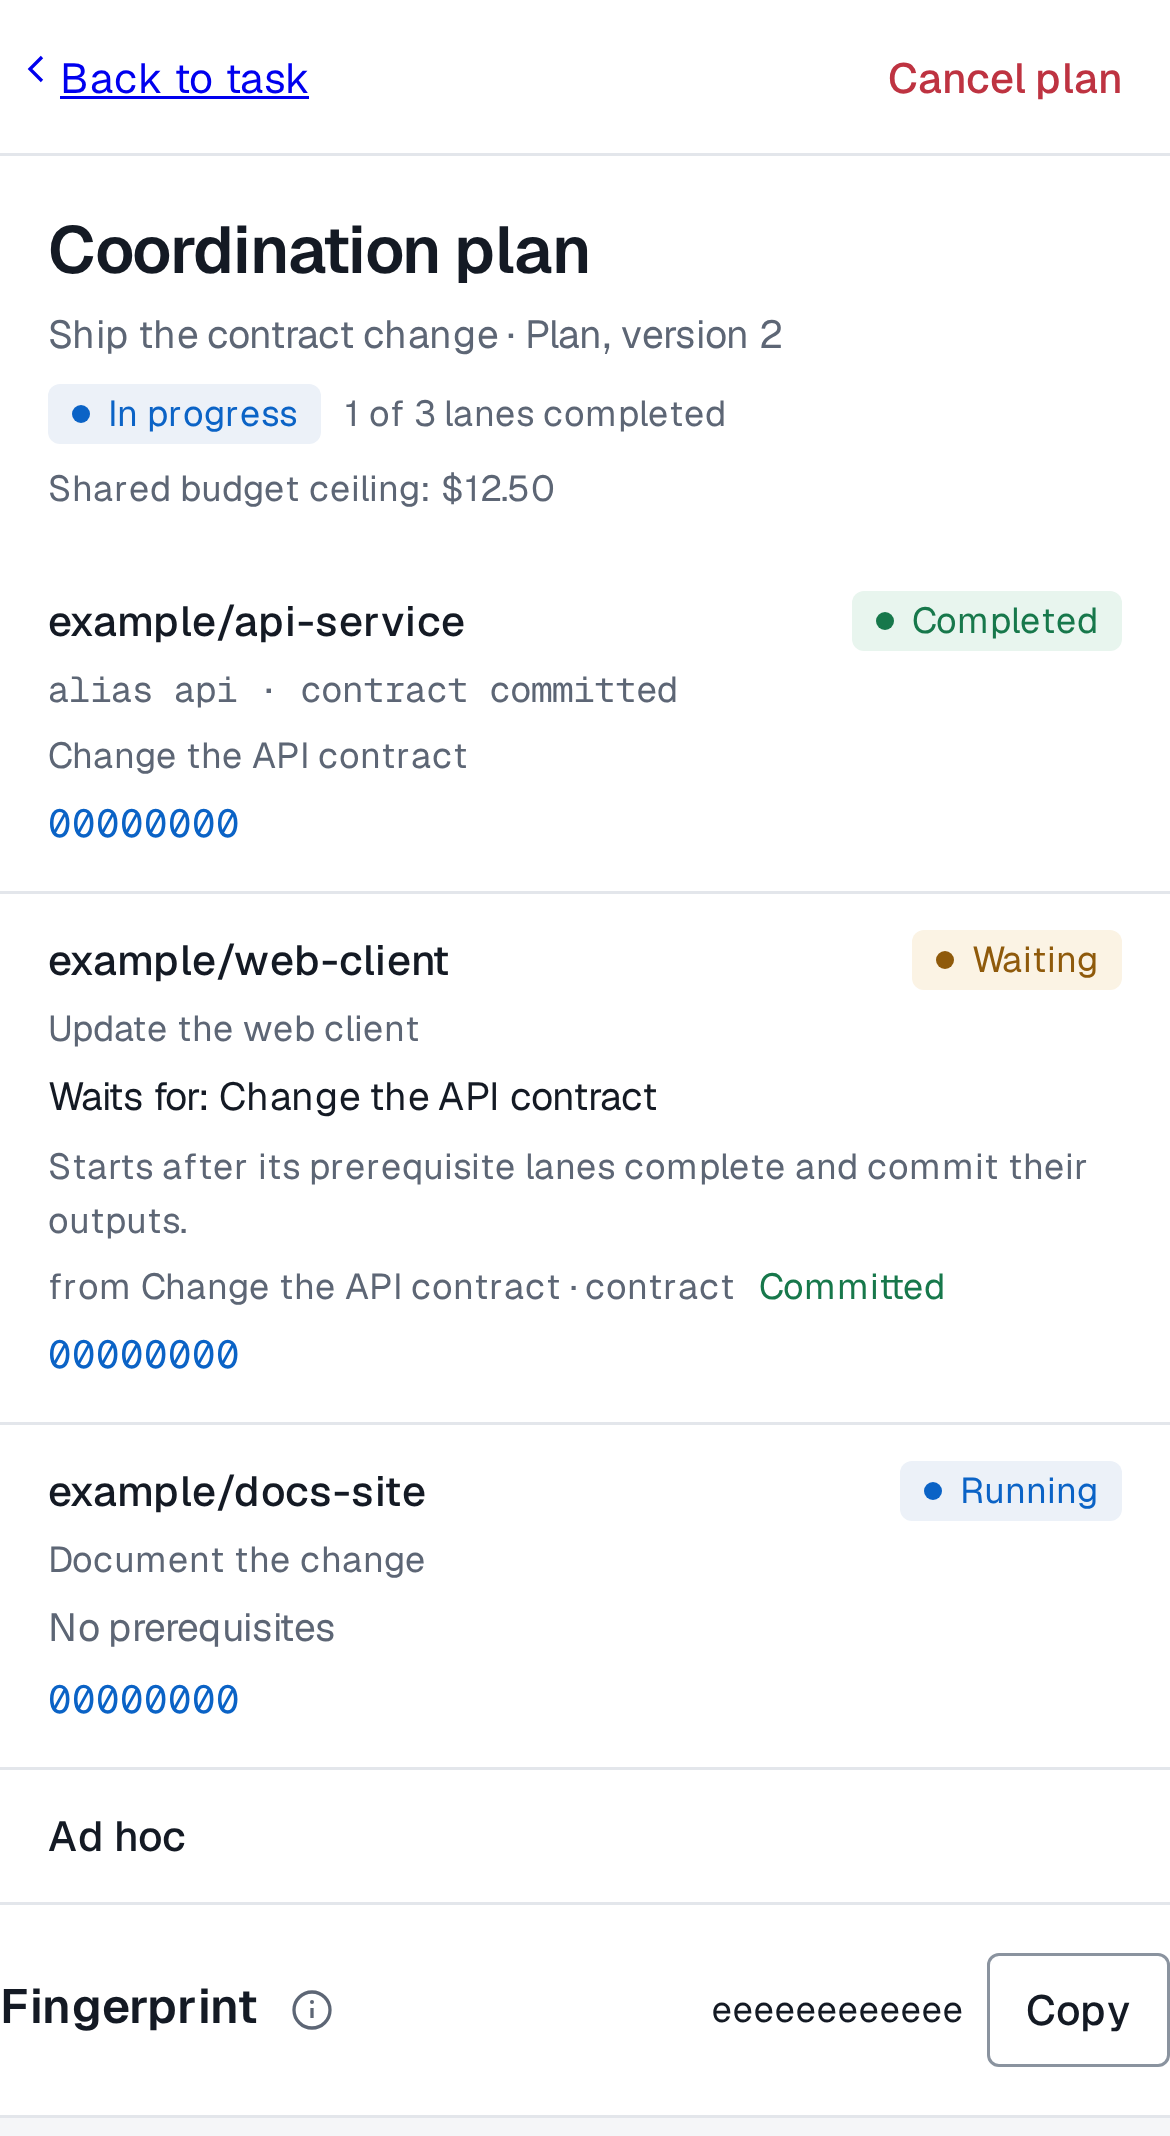 Back to task
Cancel plan
Coordination plan
Ship the contract change · Plan, version 2
In progress
1 of 3 lanes completed
Shared budget ceiling: $12.50
example/api-service
Completed
alias api · contract committed
Change the API contract
00000000
example/web-client
Waiting
Update the web client
Waits for: Change the API contract
Starts after its prerequisite lanes complete and commit their
outputs.
from Change the API contract · contract Committed
00000000
example/docs-site
Running
Document the change
No prerequisites
00000000
Ad hoc
Fingerprint
eeeeeeeeeeee
Copy